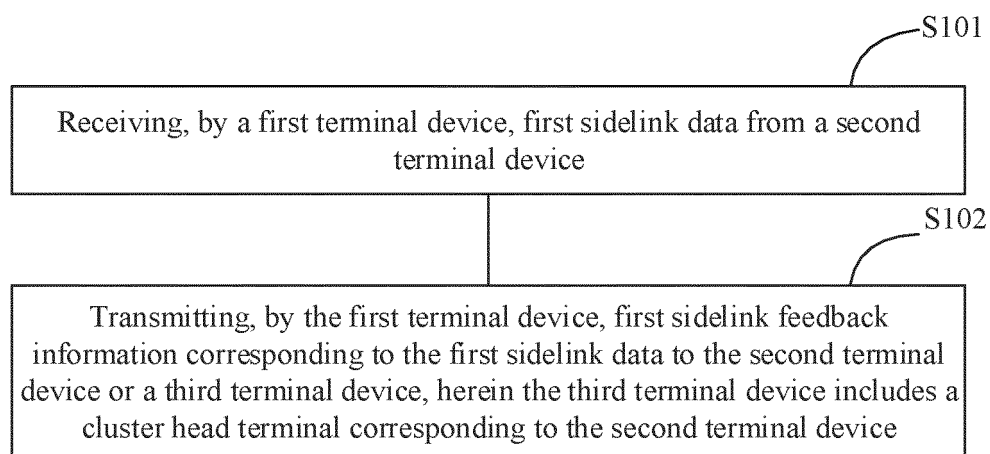 S101
Receiving, by a first terminal device, first sidelink data from a second
terminal device
S102
Transmitting, by the first terminal device, first sidelink feedback
information corresponding to the first sidelink data to the second terminal
device or a third terminal device, herein the third terminal device includes a
cluster head terminal corresponding to the second terminal device